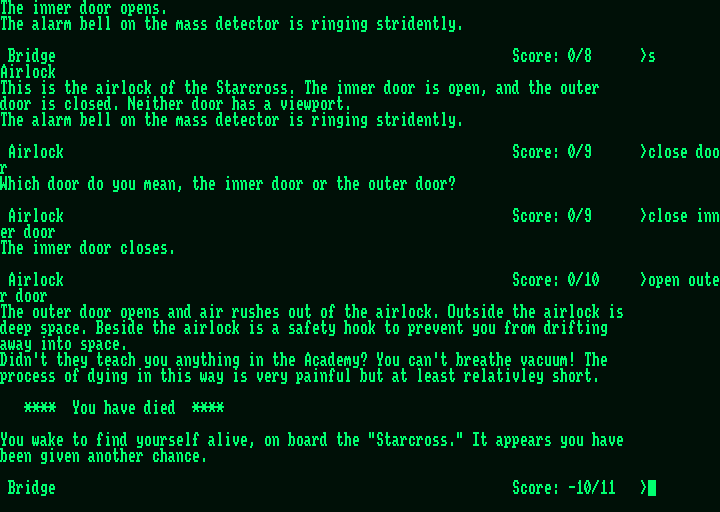 The inner door opens.
The alarm bell on the mass detector is ringing stridently.
Bridge Score: 0/8 >s
Airlock
This is the airlock of the Starcross. The inner door is open, and the outer
door is closed. Neither door has a viewport.
The alarm bell on the mass detector is ringing stridently.
Airlock Score: 0/9 >close doo
r
Which door do you mean, the inner door or the outer door?
Airlock Score: 0/9 >close inn
er door
The inner door closes.
Airlock Score: 0/10 >open oute
r door
The outer door opens and air rushes out of the airlock. Outside the airlock is
deep space. Beside the airlock is a safety hook to prevent you from drifting
away into space.
Didn't they teach you anything in the Academy? You can't breathe vacuum! The
process of dying in this way is very painful but at least relativley short.
**** You have died ****
You wake to find yourself alive, on board the "Starcross." It appears you have
been given another chance.
Bridge Score: -10/11 >